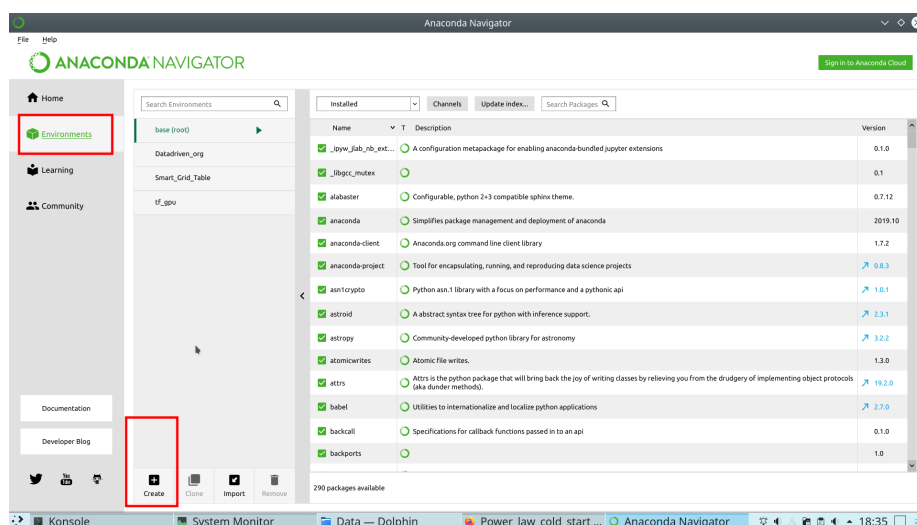 Anaconda Navigator
File Help
ANACONDA NAVIGATOR
Sign in to Anaconda Cloud
Home
Environments
Learning
Community
Documentation
Developer Blog
You Tube
Search Environments
base (root)
Datadriven_org
Smart_Grid_Table
tf_gpu
Create Clone Import Remove
Installed Channels Update index... Search Packages
Name T Description Version
_ipyw_jlab_nb_ext... A configuration metapackage for enabling anaconda-bundled jupyter extensions 0.1.0
_libgcc_mutex 0.1
alabaster Configurable, python 2+3 compatible sphinx theme. 0.7.12
anaconda Simplifies package management and deployment of anaconda 2019.10
anaconda-client Anaconda.org command line client library 1.7.2
anaconda-project Tool for encapsulating, running, and reproducing data science projects 0.8.3
asn1crypto Python asn.1 library with a focus on performance and a pythonic api 1.0.1
astroid A abstract syntax tree for python with inference support. 2.3.1
astropy Community-developed python library for astronomy 3.2.2
atomicwrites Atomic file writes. 1.3.0
attrs Attrs is the python package that will bring back the joy of writing classes by relieving you from the drudgery of implementing object protocols 19.2.0
(aka dunder methods).
babel Utilities to internationalize and localize python applications 2.7.0
backcall Specifications for callback functions passed in to an api 0.1.0
backports 1.0
290 packages available
Konsole System Monitor Data — Dolphin Power law cold start ... Anaconda Navigator 18:35